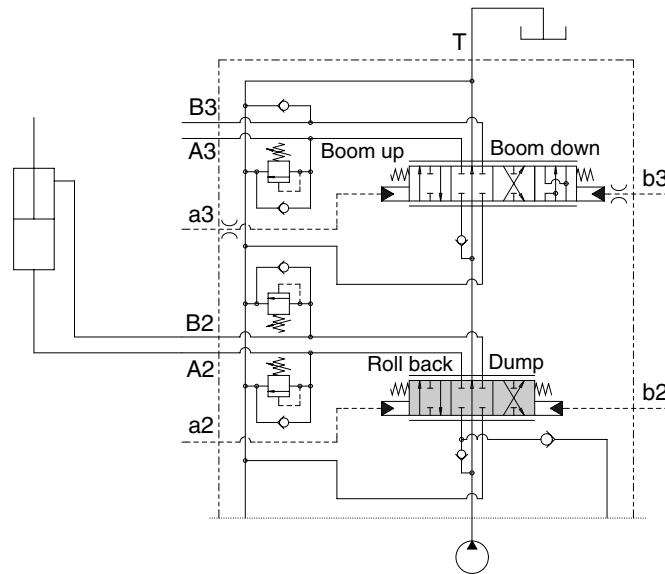 T
B3
A3
Boom up
Boom down
a3
b3
B2
A2
Roll back
Dump
a2
b2